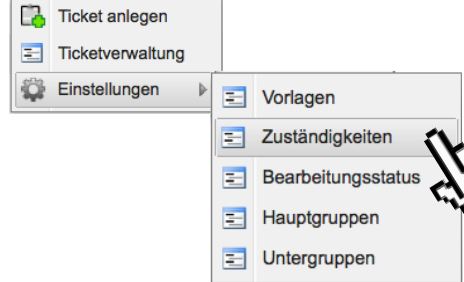 Ticket anlegen
Ticketverwaltung
Einstellungen
Vorlagen
Zuständigkeiten
Bearbeitungsstatus
Hauptgruppen
Untergruppen